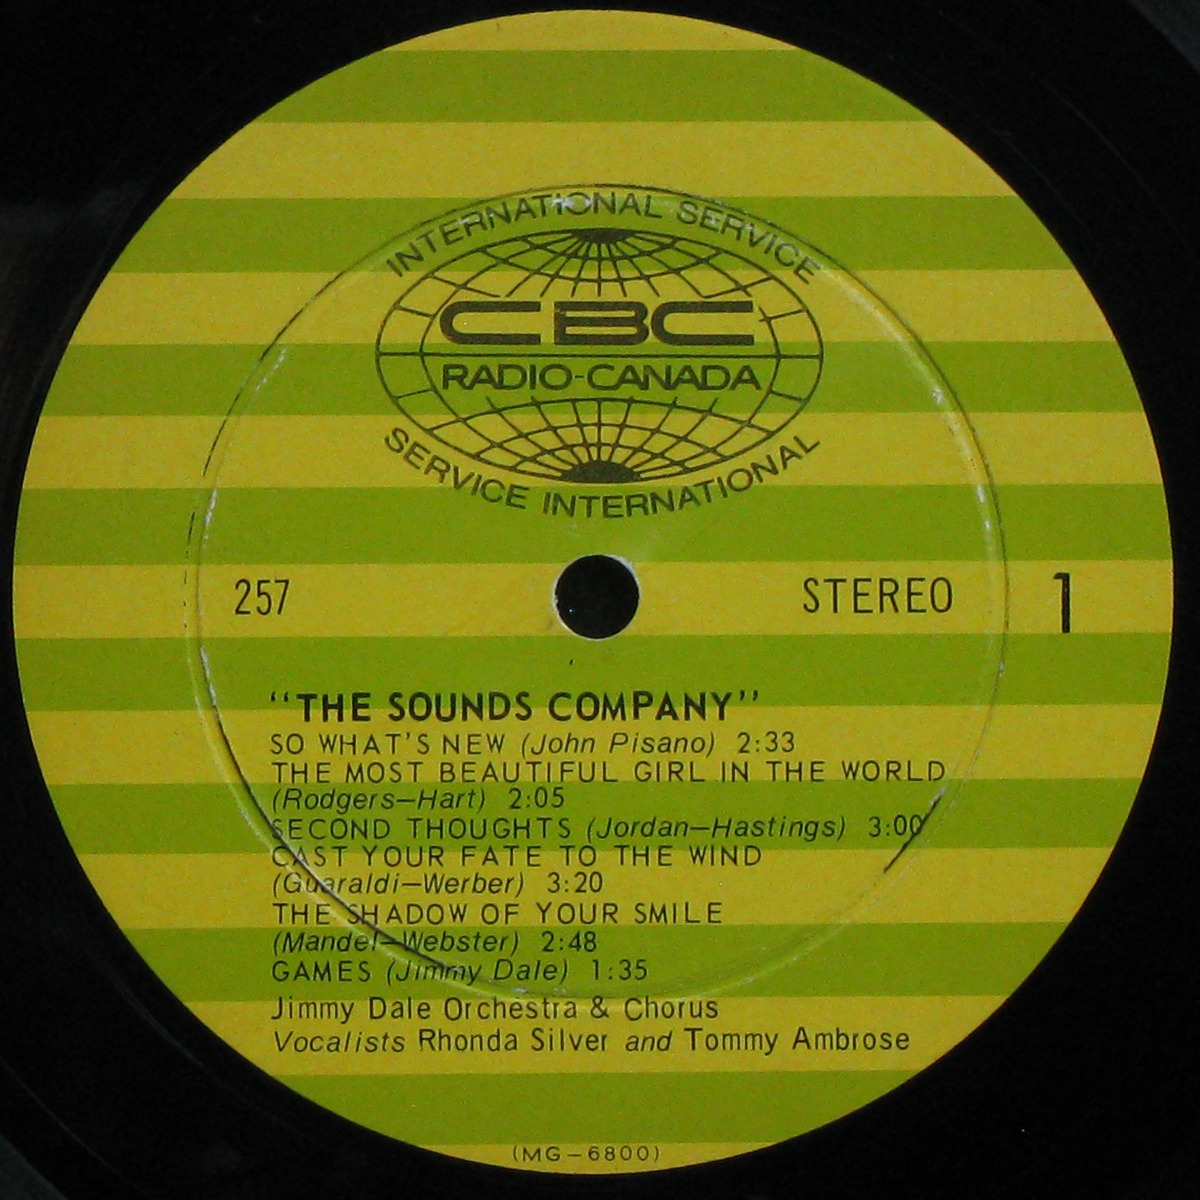 INTERNATIONAL SERVICE
CBC
RADIO-CANADA
SERVICE INTERNATIONAL
257
STEREO
1
"THE SOUNDS COMPANY"
SO WHAT'S NEW (John Pisano) 2:33
THE MOST BEAUTIFUL GIRL IN THE WORLD
(Rodgers—Hart) 2:05
SECOND THOUGHTS (Jordan—Hastings) 3:00
CAST YOUR FATE TO THE WIND
(Guaraldi—Werber) 3:20
THE SHADOW OF YOUR SMILE
(Mandel—Webster) 2:48
GAMES (Jimmy Dale) 1:35
Jimmy Dale Orchestra & Chorus
Vocalists Rhonda Silver and Tommy Ambrose
(MG–6800)